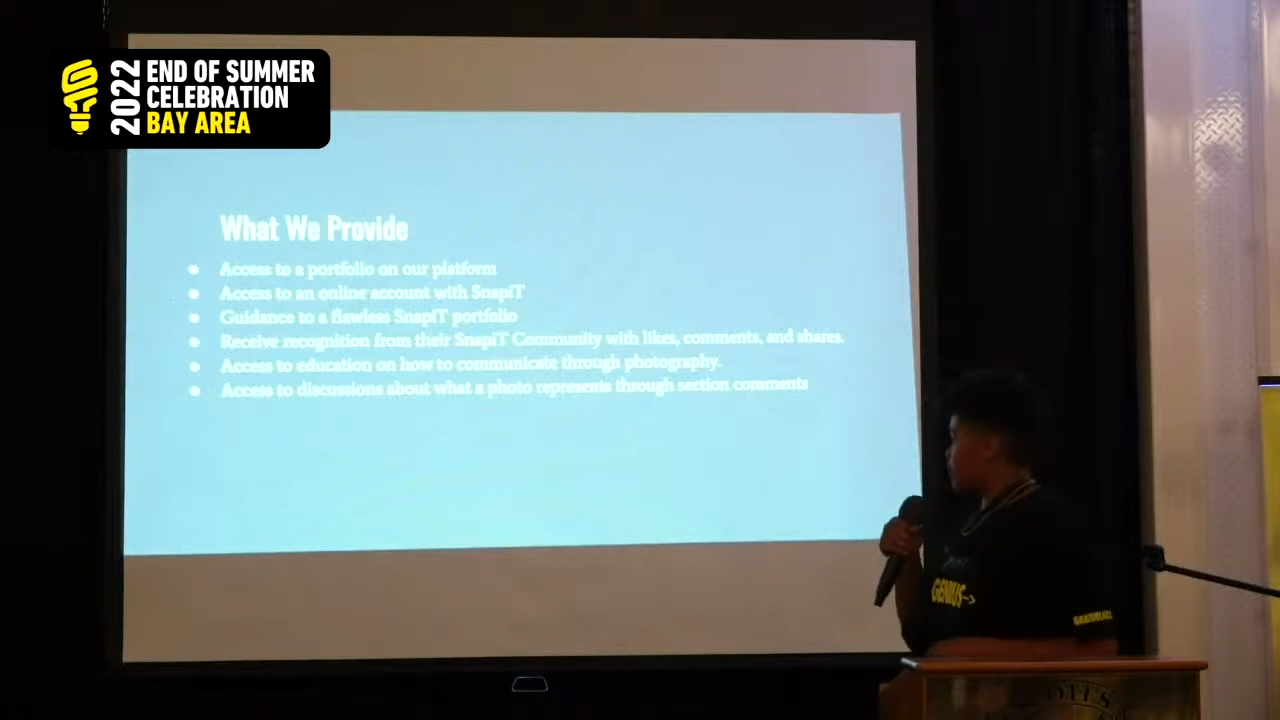 2022
END OF SUMMER
CELEBRATION
BAY AREA
What We Provide
Access to a portfolio on our platform
Access to an online account with SnapiT
Guidance to a flawless SnapiT portfolio
Receive recognition from their SnapiT Community with likes, comments, and shares.
Access to education on how to communicate through photography.
Access to discussions about what a photo represents through section comments
GENIUS